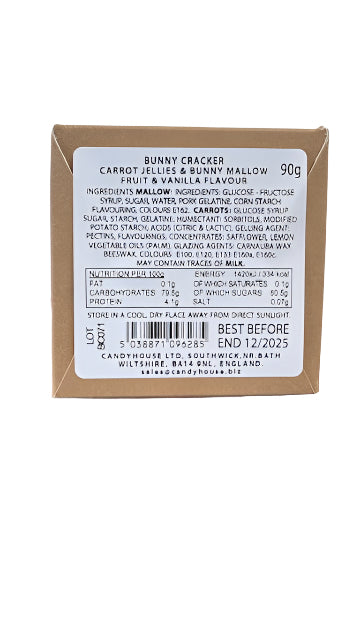 BUNNY CRACKER
CARROT JELLIES & BUNNY MALLOW 90g
FRUIT & VANILLA FLAVOUR
INGREDIENTS MALLOW: INGREDIENTS: GLUCOSE - FRUCTOSE
SYRUP, SUGAR, WATER, PORK GELATINE, CORN STARCH
FLAVOURING, COLOURS E162. CARROTS: GLUCOSE SYRUP
SUGAR, STARCH, GELATINE, HUMECTANT: SORBITOLS, MODIFIED
POTATO STARCH, ACIDS (CITRIC & LACTIC), GELLING AGENT:
PECTINS, FLAVOURINGS, CONCENTRATES: SAFFLOWER, LEMON
VEGETABLE OILS (PALM), GLAZING AGENTS: CARNAUBA WAX
BEESWAX, COLOURS: E100, E120, E160a, E160c.
MAY CONTAIN TRACES OF MILK.
NUTRITION PER 100g ENERGY 1420kJ / 334 kcal
FAT 0.1g OF WHICH SATURATES 0.1g
CARBOHYDRATES 79.6g OF WHICH SUGARS
PROTEIN 4.1g SALT 0.07g
STORE IN A COOL DRY PLACE AWAY FROM DIRECT SUNLIGHT.
LOT
BC071
5 038871 096285
BEST BEFORE
END 12/2025
CANDYHOUSE LTD, SOUTHWICK, NR.BATH
WILTSHIRE, BA14 9NL, ENGLAND.
sales@candyhouse.biz